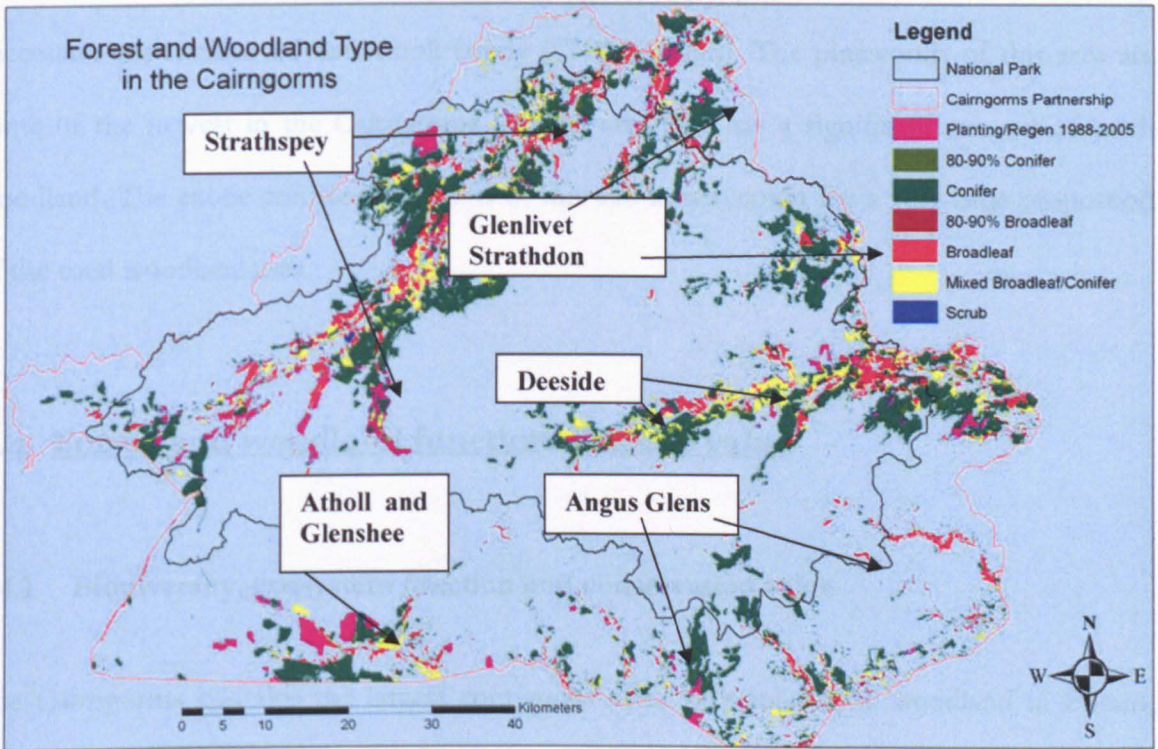 Forest and Woodland Type
in the Cairngorms
Strathspey
Glenlivet
Strathdon
Deeside
Atholl and
Glenshee
Angus Glens
Legend
National Park
Cairngorms Partnership
Planting/Regen 1988-2005
80-90% Conifer
Conifer
80-90% Broadleaf
Broadleaf
Mixed Broadleaf/Conifer
Scrub
Kilometers
0 5 10 20 30 40
N
W E
S